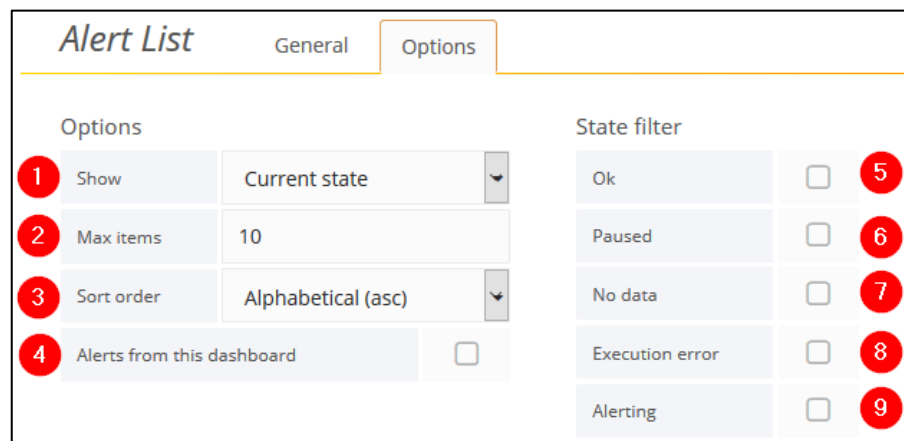 Alert List General Options
Options
1 Show Current state
2 Max items 10
3 Sort order Alphabetical (asc)
4 Alerts from this dashboard
State filter
Ok 5
Paused 6
No data 7
Execution error 8
Alerting 9